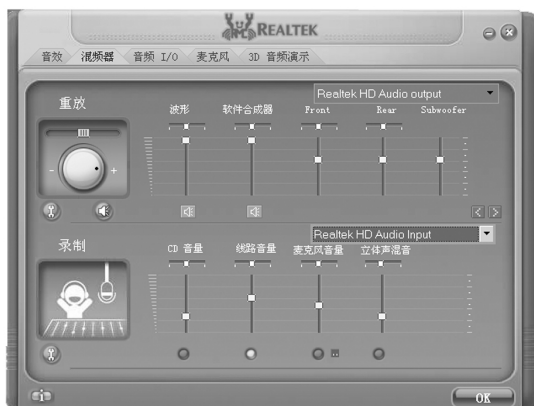 REALTEK
音效 混频器 音频 I/O 麦克风 3D 音频演示
重放
Realtek HD Audio output
波形 软件合成器 Front Rear Subwoofer
- +
录制
Realtek HD Audio Input
CD 音量 线路音量 麦克风音量 立体声混音
i
OK